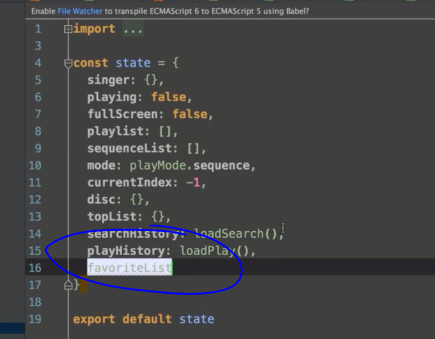 Enable File Watcher to transpile ECMAScript 6 to ECMAScript 5 using Babel?
1 import ...
3
4 const state = {
5 singer: {},
6 playing: false,
7 fullScreen: false,
8 playlist: [],
9 sequenceList: [],
10 mode: playMode.sequence,
11 currentIndex: -1,
12 disc: {},
13 topList: {},
14 searchHistory: loadSearch(),
15 playHistory: loadPlay(),
16 favoriteList
17 }
18
19 export default state